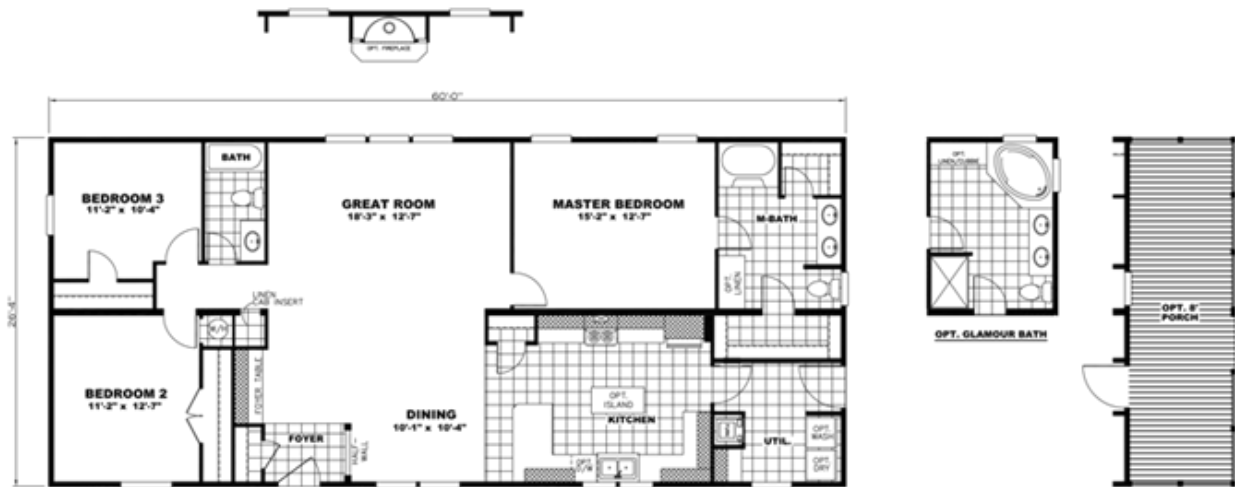 OPT. FIREPLACE
60'-0"
26'-4"
BATH
BEDROOM 3
11'-2" x 10'-4"
GREAT ROOM
18'-3" x 12'-7"
MASTER BEDROOM
15'-2" x 12'-7"
M-BATH
OPT.
LINEN
LINEN
CAB INSERT
W/H
BEDROOM 2
11'-2" x 12'-7"
FOYER TABLE
FOYER
HALF-
WALL
DINING
10'-1" x 10'-4"
OPT.
ISLAND
KITCHEN
OPT.
D/W
UTIL.
OPT.
WASH
OPT.
DRY
OPT.
OPT. GLAMOUR BATH
OPT. 8'
PORCH